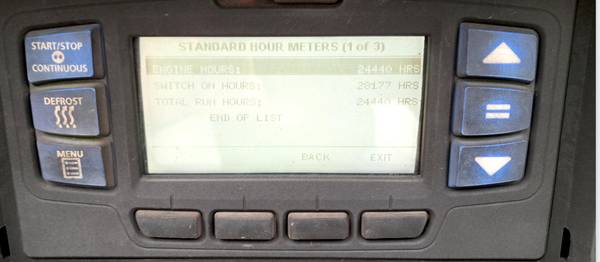 START/STOP
CONTINUOUS
DEFROST
MENU
STANDARD HOUR METERS (1 of 3)
ENGINE HOURS: 24440 HRS
SWITCH ON HOURS: 28177 HRS
TOTAL RUN HOURS: 24440 HRS
END OF LIST
BACK EXIT